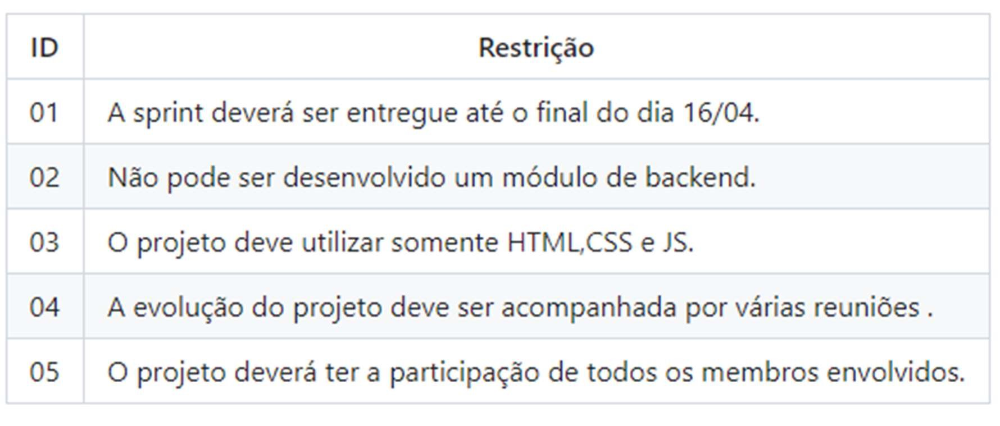 ID Restrição
01 A sprint deverá ser entregue até o final do dia 16/04.
02 Não pode ser desenvolvido um módulo de backend.
03 O projeto deve utilizar somente HTML,CSS e JS.
04 A evolução do projeto deve ser acompanhada por várias reuniões .
05 O projeto deverá ter a participação de todos os membros envolvidos.